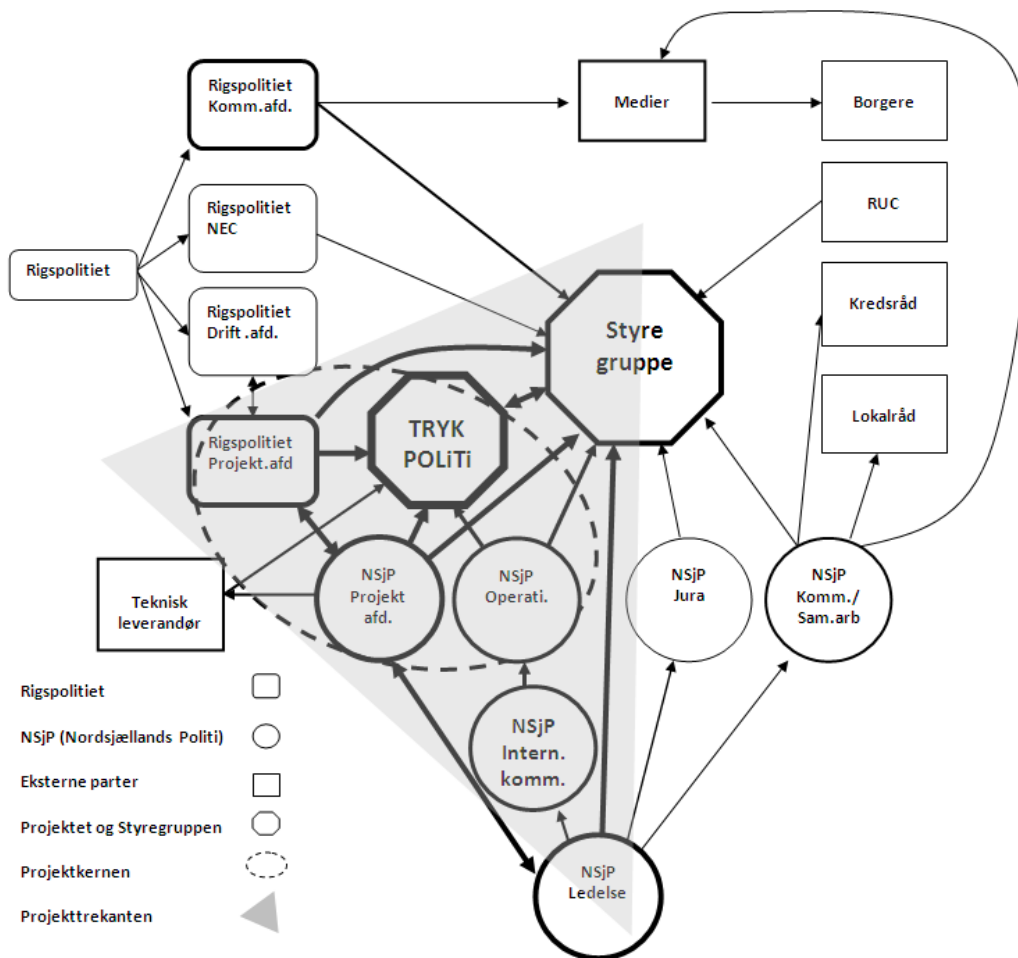 Rigspolitiet
Komm.afd.
Medier
Borgere
Rigspolitiet
NEC
RUC
Rigspolitiet
Rigspolitiet
Drift .afd.
Styre
gruppe
Kredsråd
Lokalråd
Rigspolitiet
Projekt.afd
TRYK
POLiTi
Teknisk
leverandør
NSjP
Projekt
afd.
NSjP
Operati.
NSjP
Jura
NSjP
Komm./
Sam.arb
NSjP
Intern.
komm.
NSjP
Ledelse
Rigspolitiet
NSjP (Nordsjællands Politi)
Eksterne parter
Projektet og Styregruppen
Projektkernen
Projekttrekanten